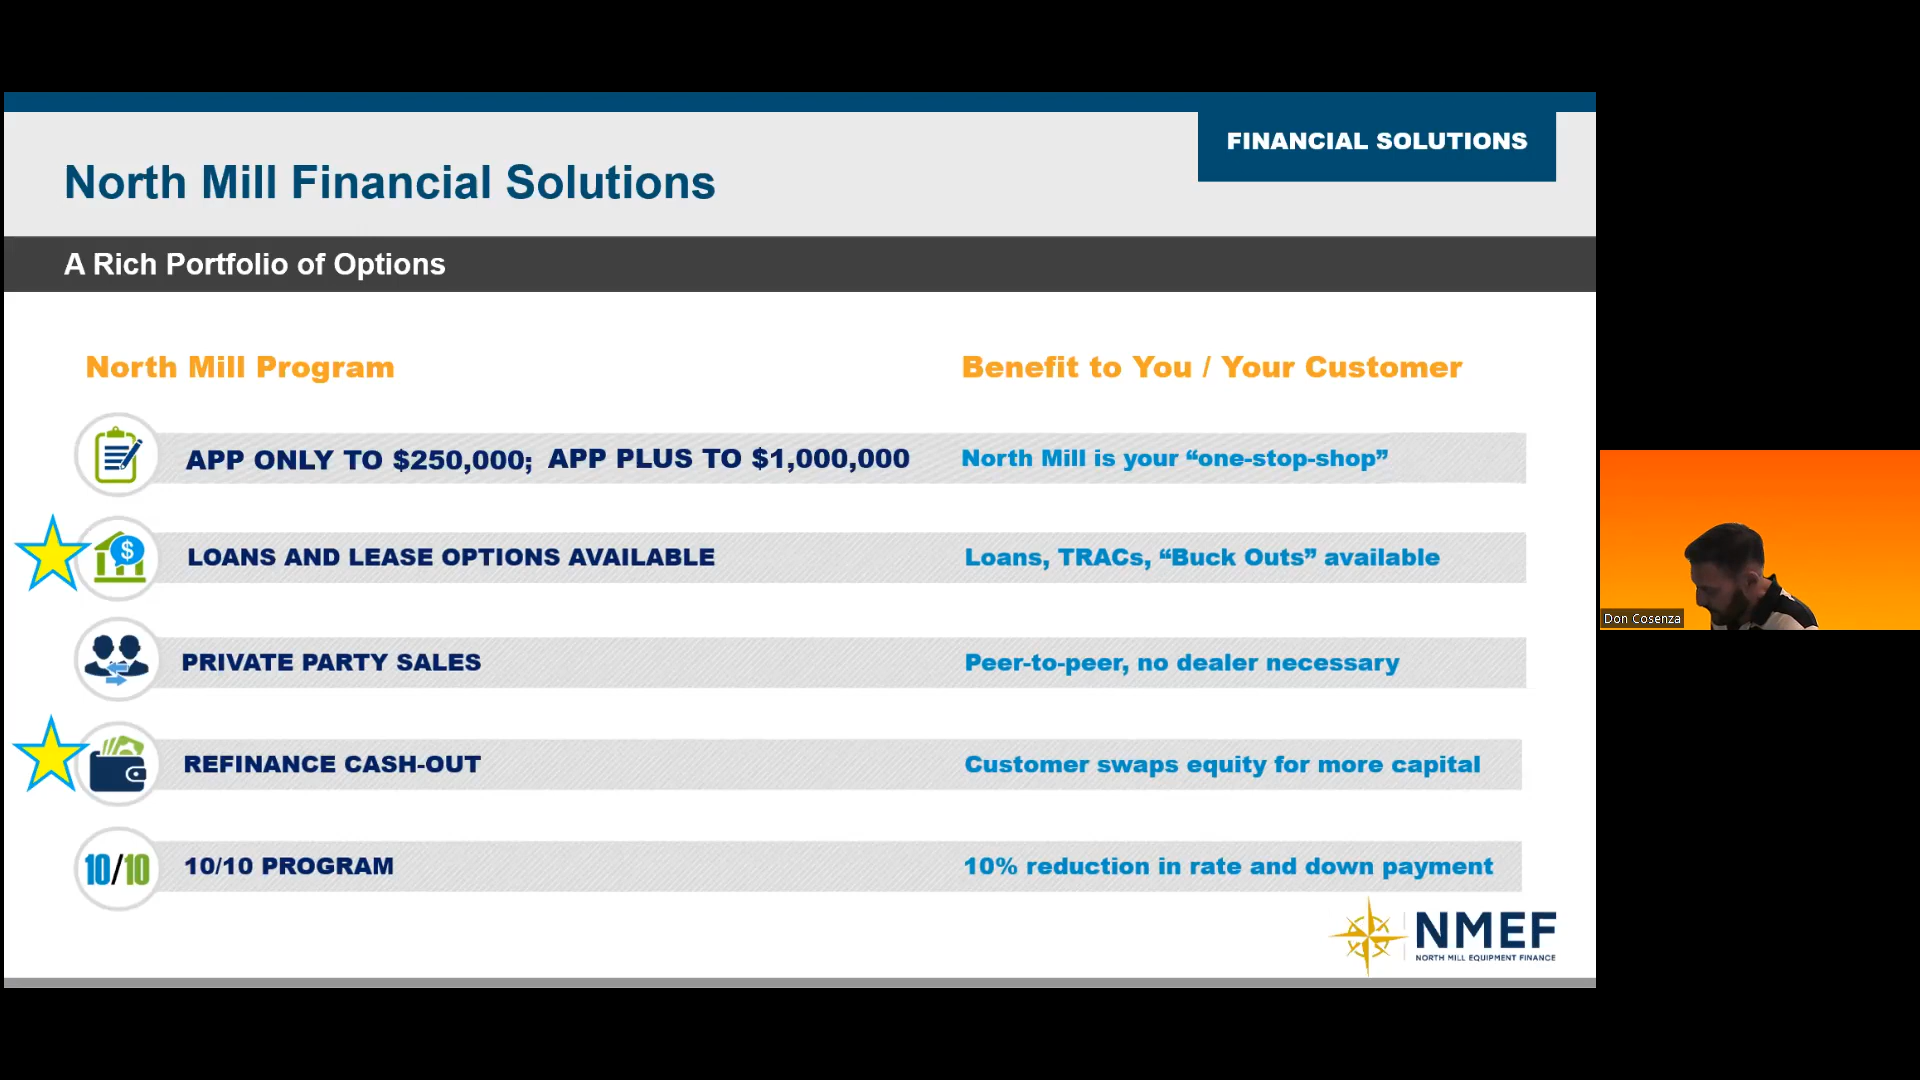 FINANCIAL SOLUTIONS
North Mill Financial Solutions
A Rich Portfolio of Options
North Mill Program
Benefit to You / Your Customer
APP ONLY TO $250,000; APP PLUS TO $1,000,000
North Mill is your “one-stop-shop”
$
LOANS AND LEASE OPTIONS AVAILABLE
Loans, TRACs, “Buck Outs” available
PRIVATE PARTY SALES
Peer-to-peer, no dealer necessary
REFINANCE CASH-OUT
Customer swaps equity for more capital
10/10
10/10 PROGRAM
10% reduction in rate and down payment
NMEF
NORTH MILL EQUIPMENT FINANCE
Don Cosenza